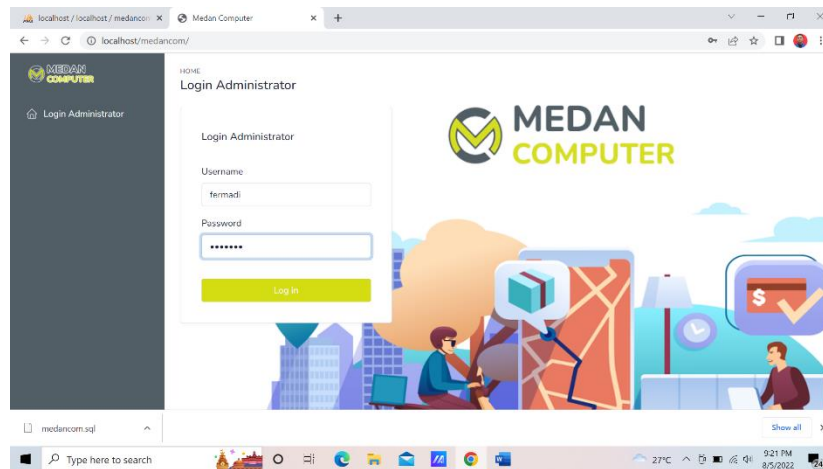 localhost / localhost / medancom
Medan Computer
localhost/medancom/
MEDAN
COMPUTER
Login Administrator
HOME
Login Administrator
Login Administrator
Username
fermadi
Password
Log in
MEDAN
COMPUTER
$
medancom.sql
Show all
Type here to search
27°C
9:21 PM
8/5/2022
24